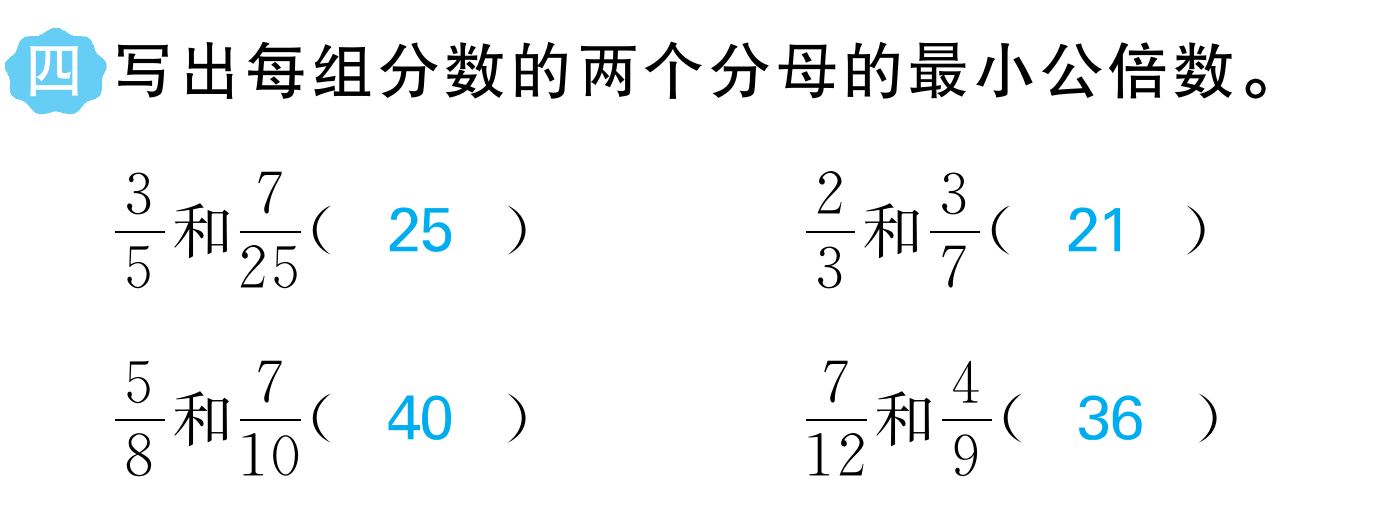 四 写出每组分数的两个分母的最小公倍数。
3/5和7/25( 25 ) 2/3和3/7( 21 )
5/8和7/10( 40 ) 7/12和4/9( 36 )